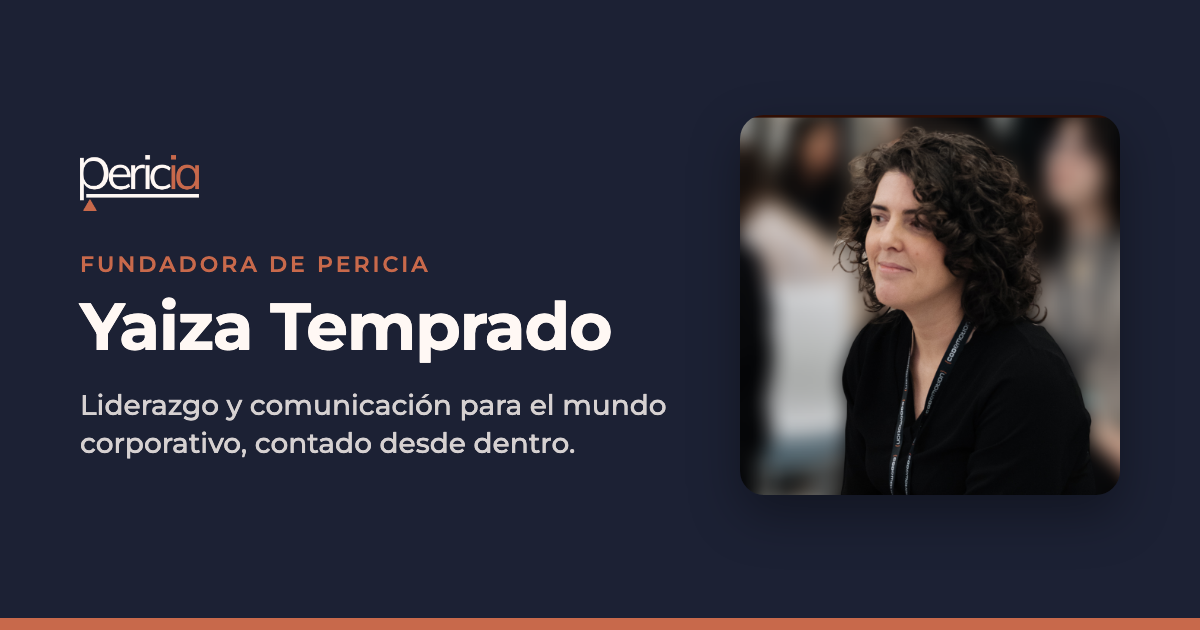 pericia
FUNDADORA DE PERICIA
Yaiza Temprado
Liderazgo y comunicación para el mundo
corporativo, contado desde dentro.